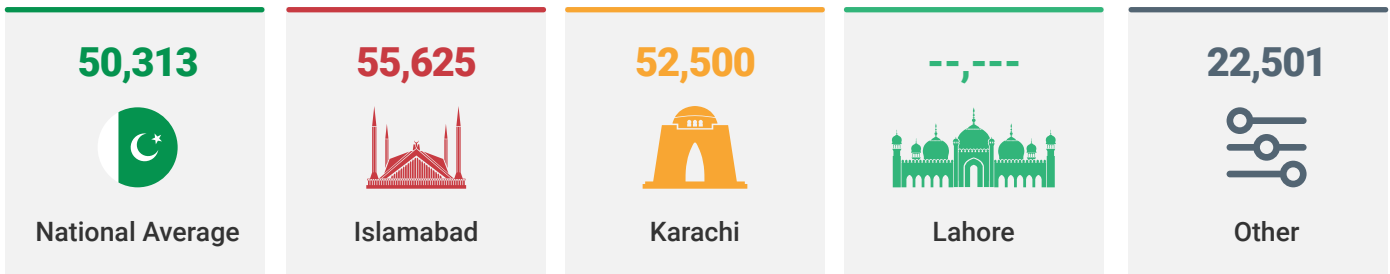 50,313
National Average
55,625
Islamabad
52,500
Karachi
--,---
Lahore
22,501
Other